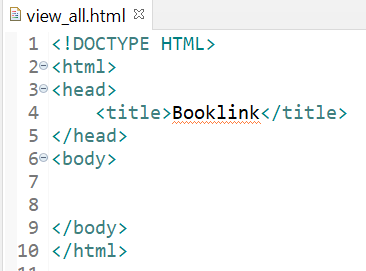 view_all.html
1 <!DOCTYPE HTML>
2 <html>
3 <head>
4     <title>Booklink</title>
5 </head>
6 <body>
7
8
9 </body>
10 </html>